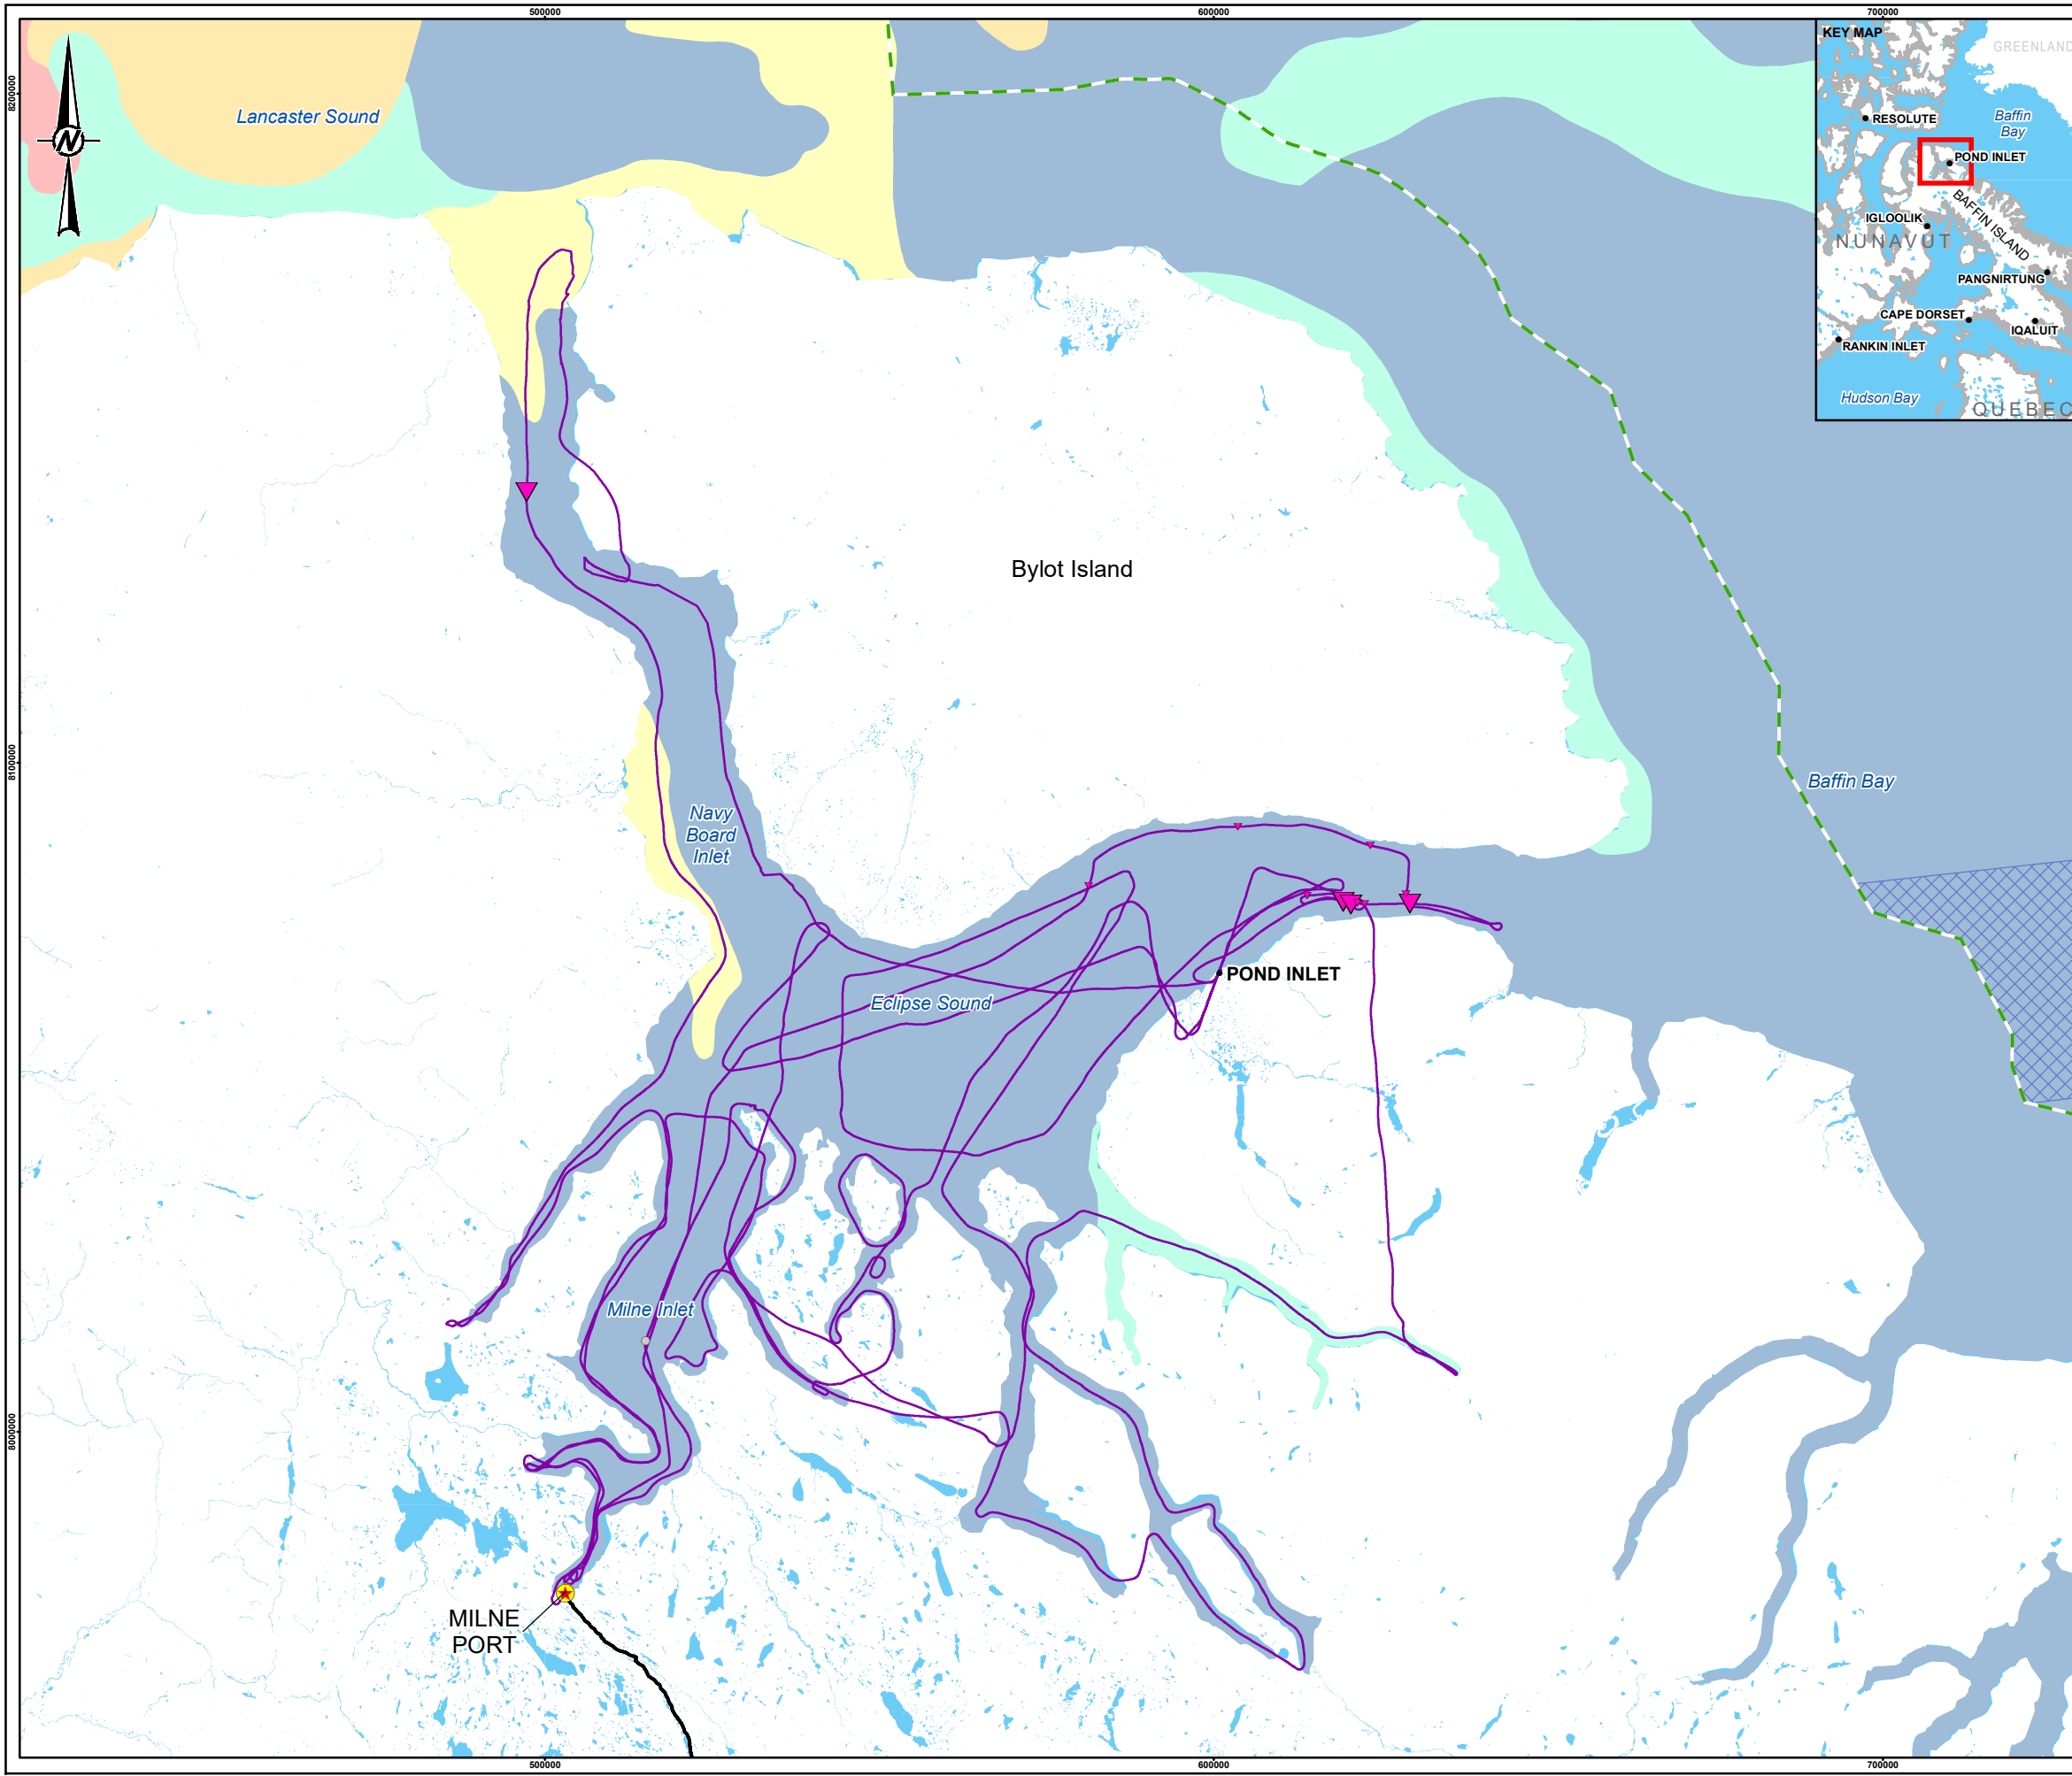 500000
600000
700000
KEY MAP
GREENLAND
Baffin
Bay
RESOLUTE
POND INLET
BAFFIN ISLAND
IGLOOLIK
NUNAVUT
PANGNIRTUNG
CAPE DORSET
IQALUIT
RANKIN INLET
Hudson Bay
QUEBEC
8200000
Lancaster Sound
N
Bylot Island
8100000
Baffin Bay
Navy
Board
Inlet
POND INLET
Eclipse Sound
Milne Inlet
8000000
MILNE
PORT
500000
600000
700000